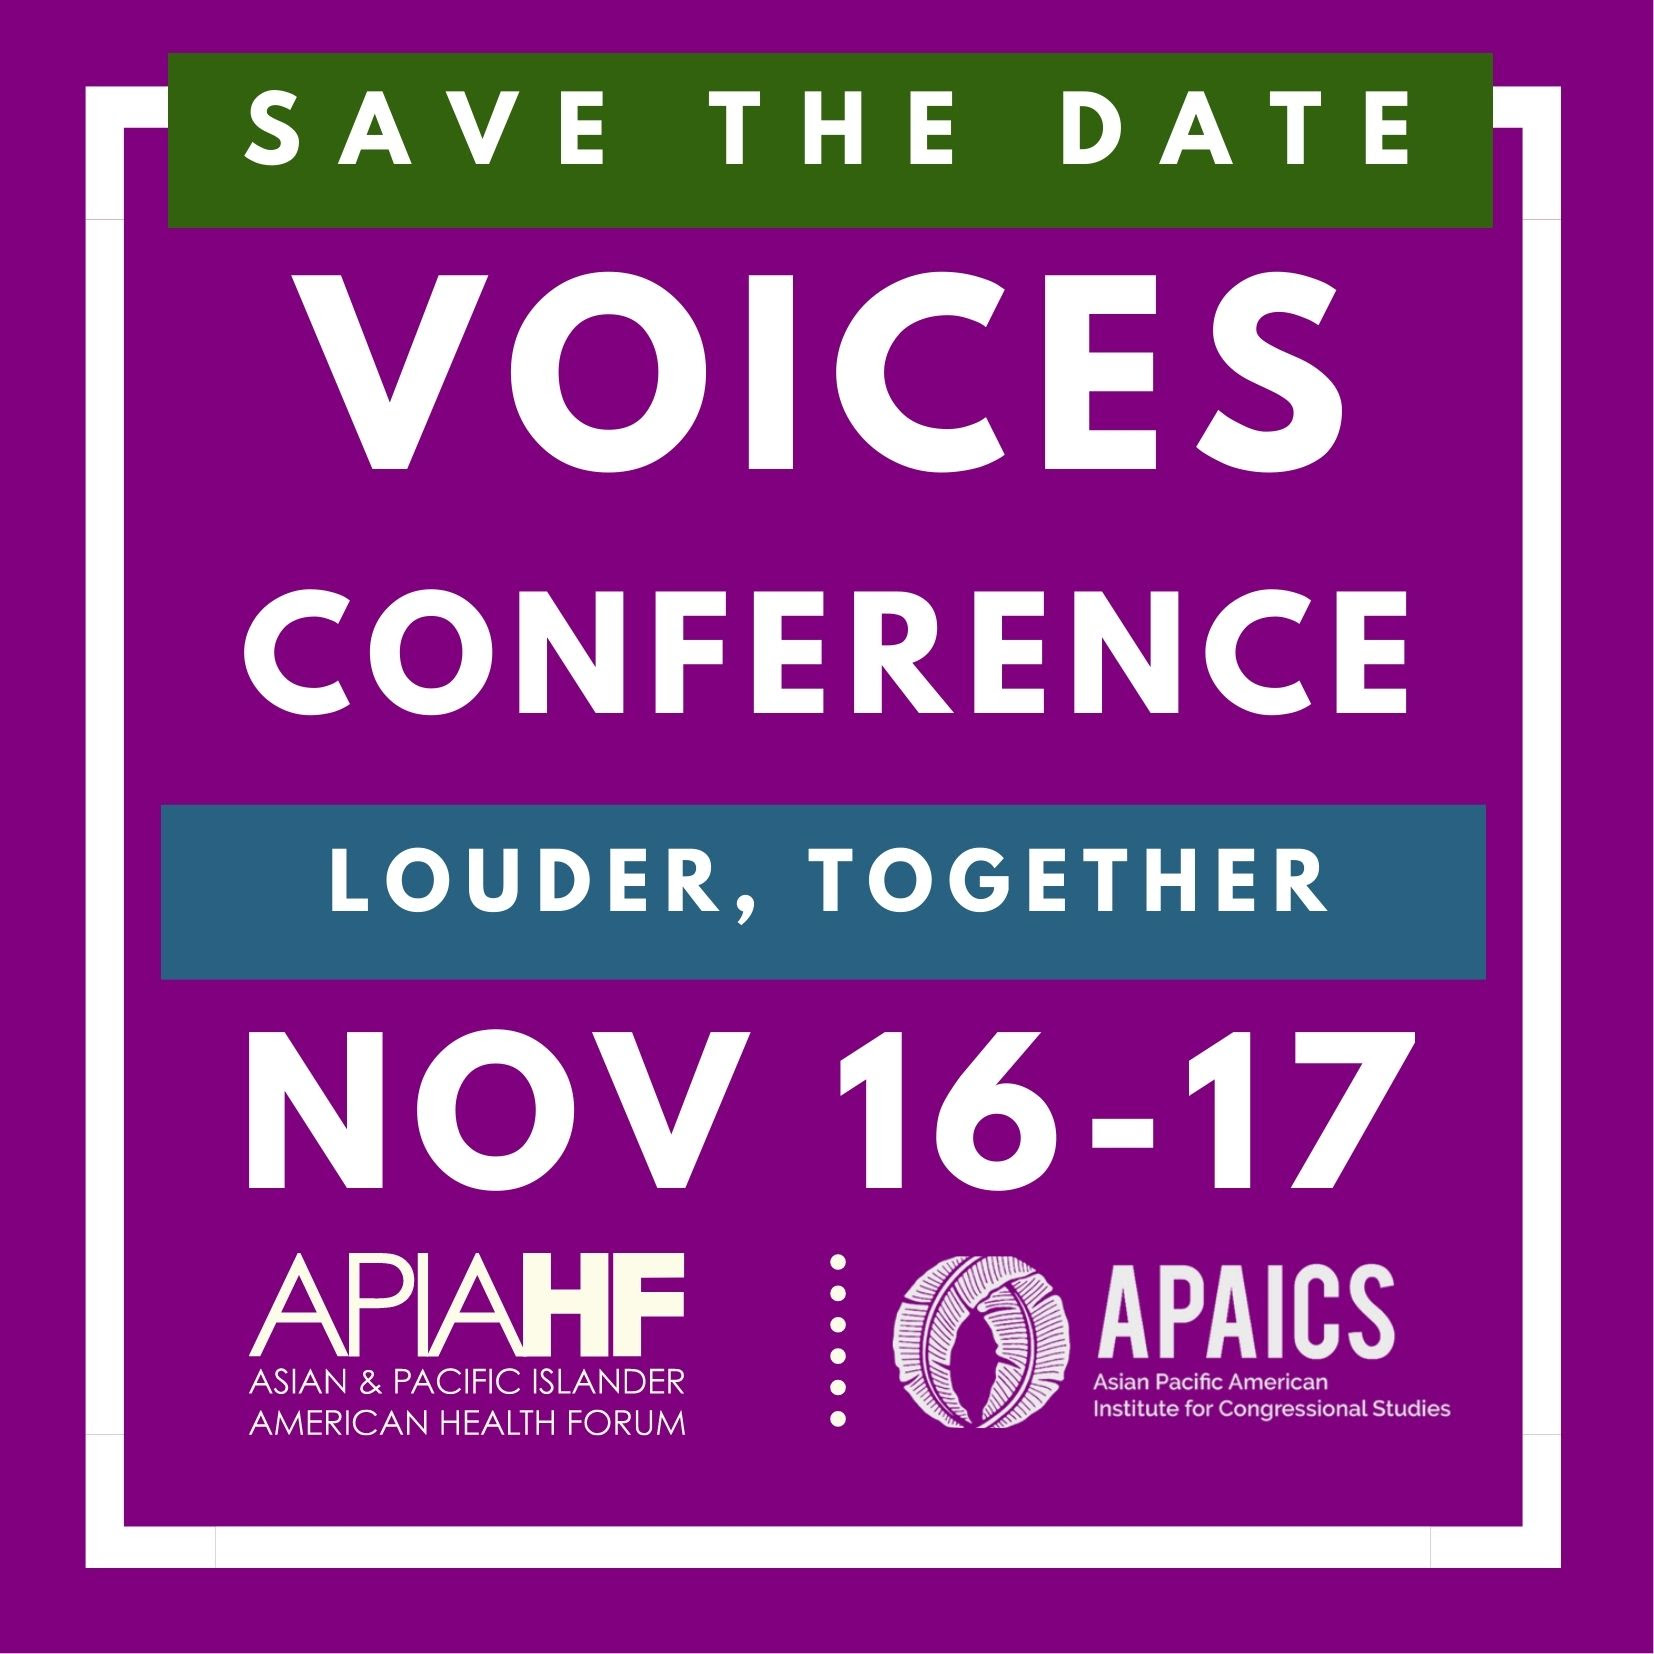 SAVE THE DATE
VOICES
CONFERENCE
LOUDER, TOGETHER
NOV 16-17
APIAHF
ASIAN & PACIFIC ISLANDER
AMERICAN HEALTH FORUM
APAICS
Asian Pacific American
Institute for Congressional Studies